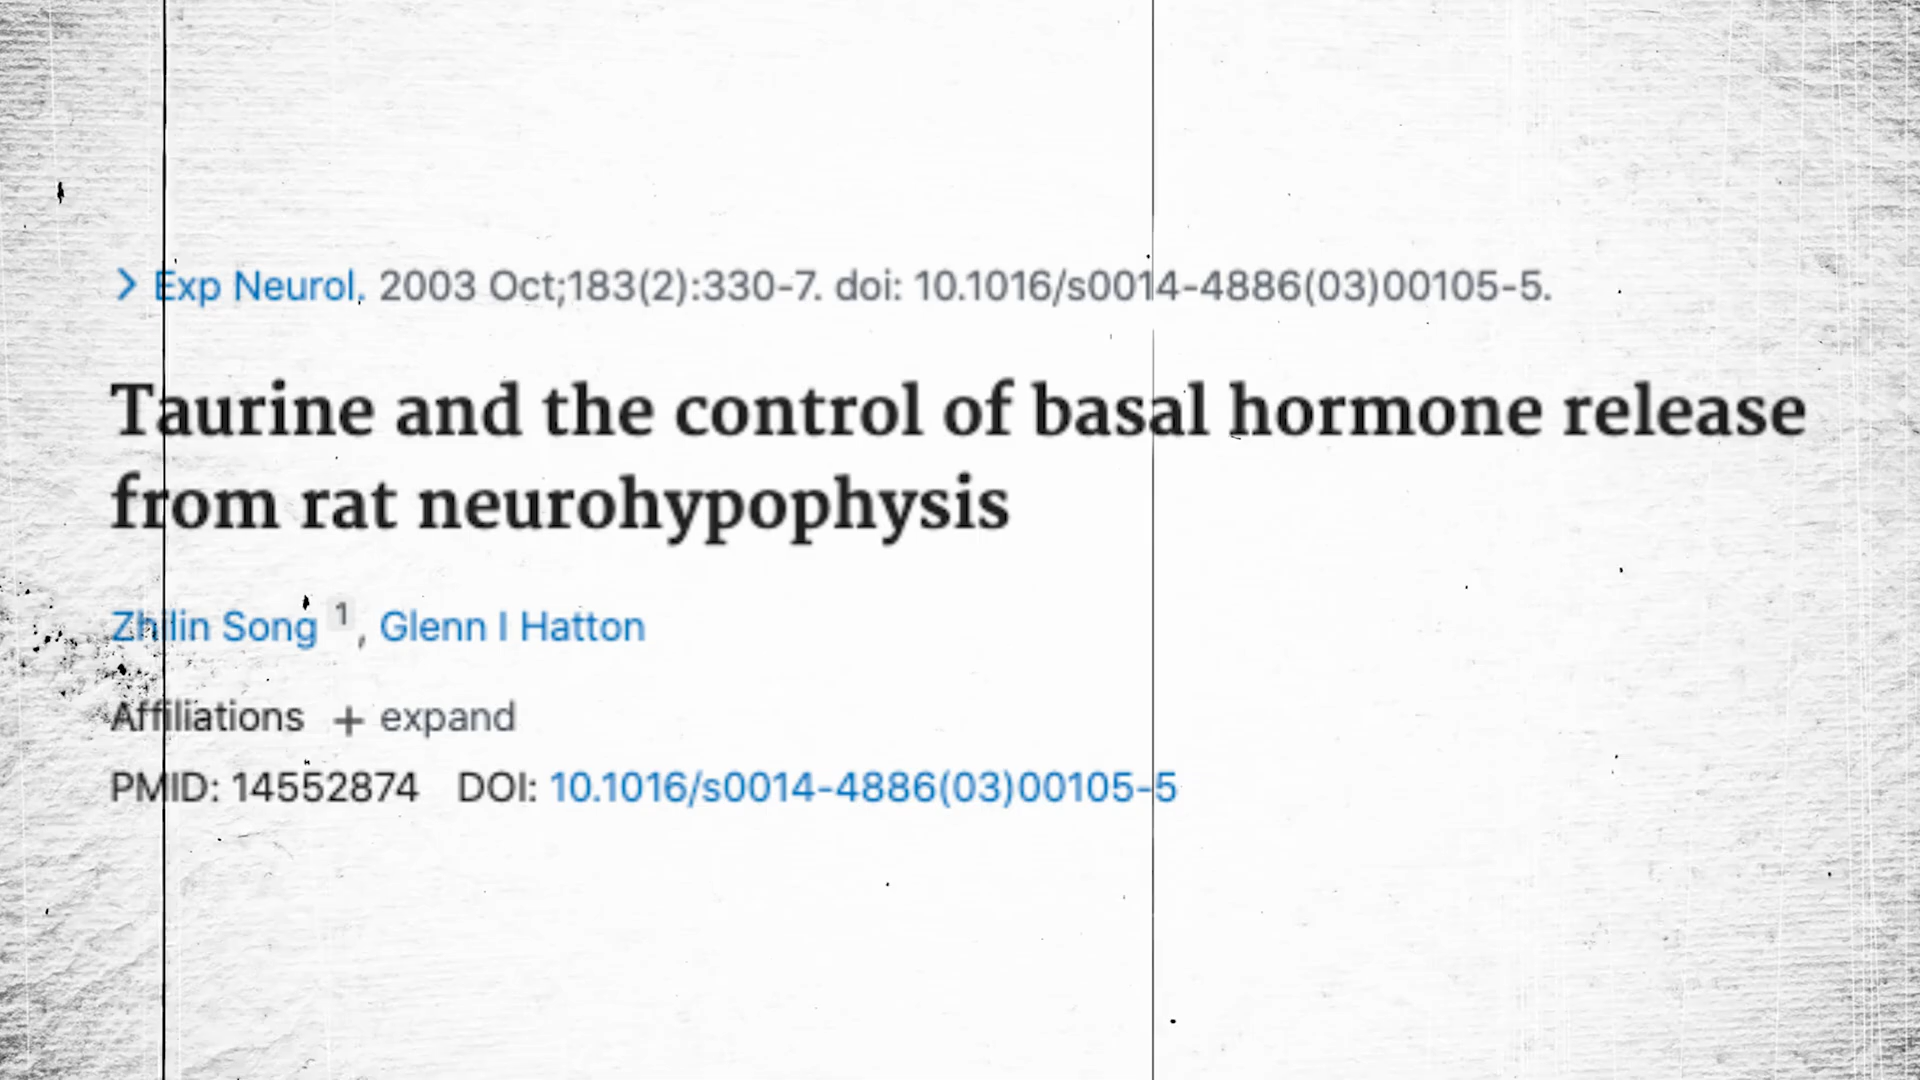 Exp Neurol. 2003 Oct;183(2):330-7. doi: 10.1016/s0014-4886(03)00105-5.
Taurine and the control of basal hormone release
from rat neurohypophysis
Zhilin Song 1, Glenn I Hatton
Affiliations + expand
PMID: 14552874 DOI: 10.1016/s0014-4886(03)00105-5